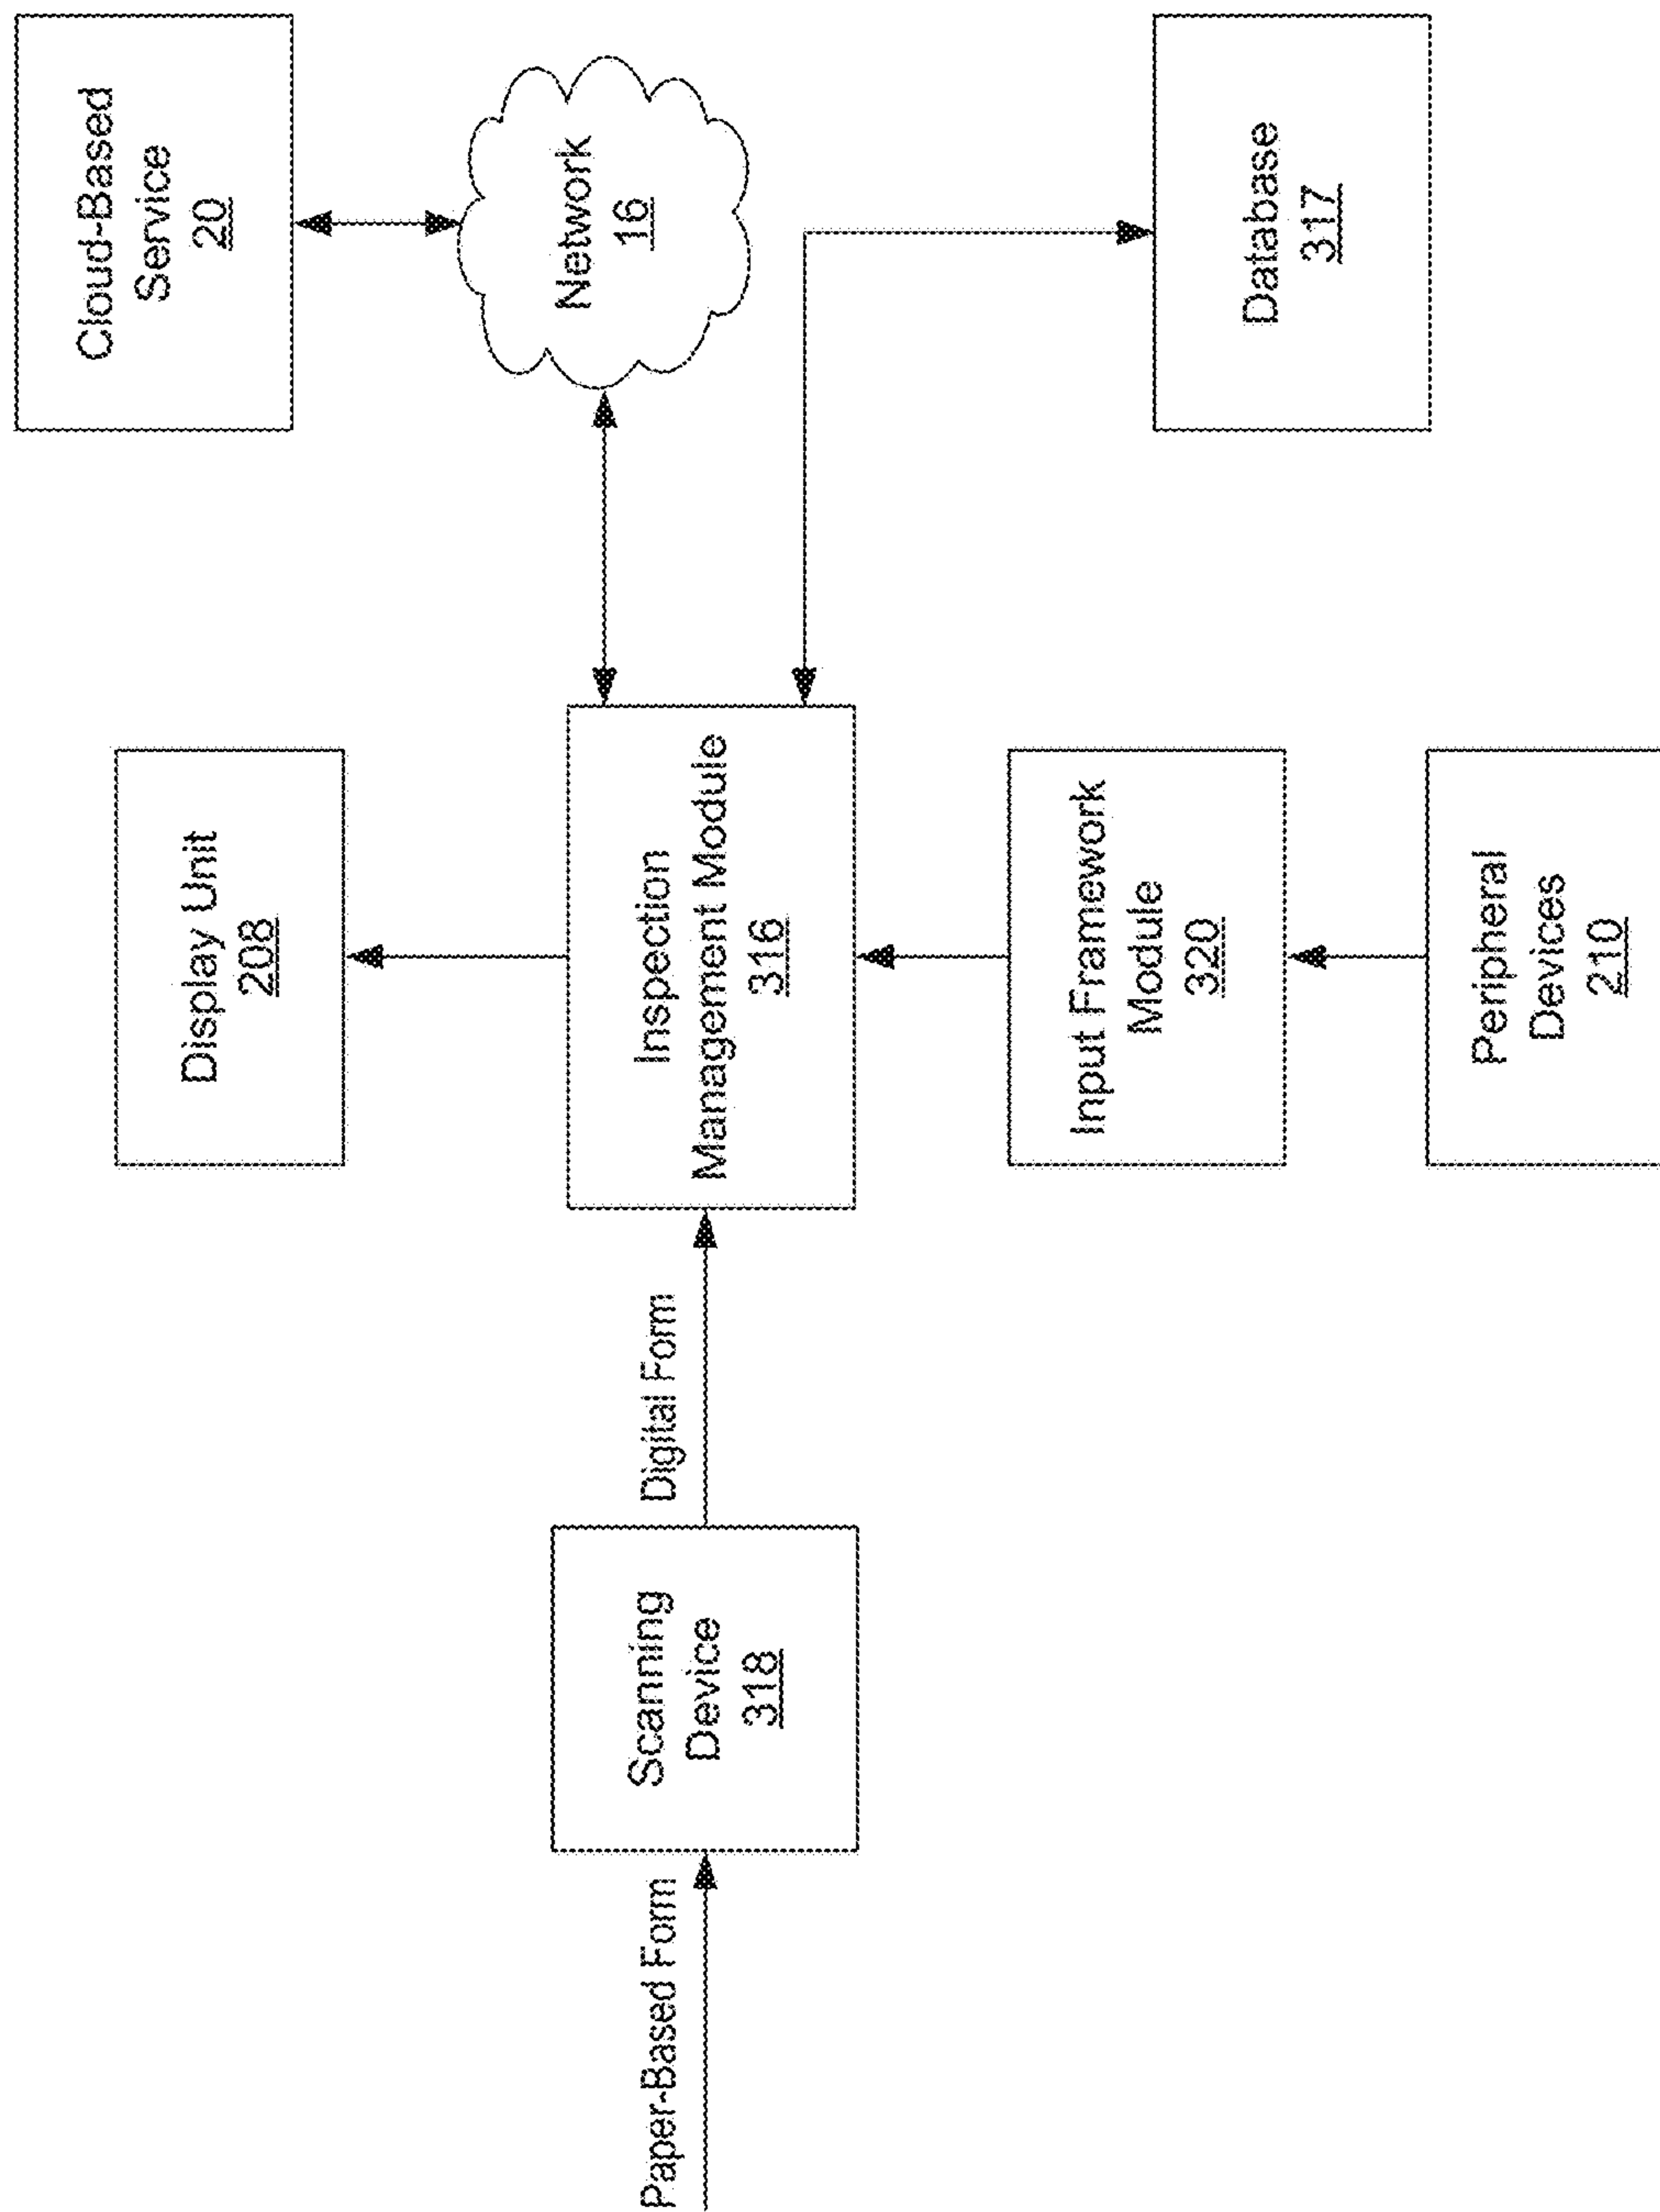 Cloud-Based
Service
20
Display Unit
208
Network
16
Paper-Based Form
Scanning
Device
318
Digital Form
Inspection
Management Module
316
Input Framework
Module
320
Database
317
Peripheral
Devices
210